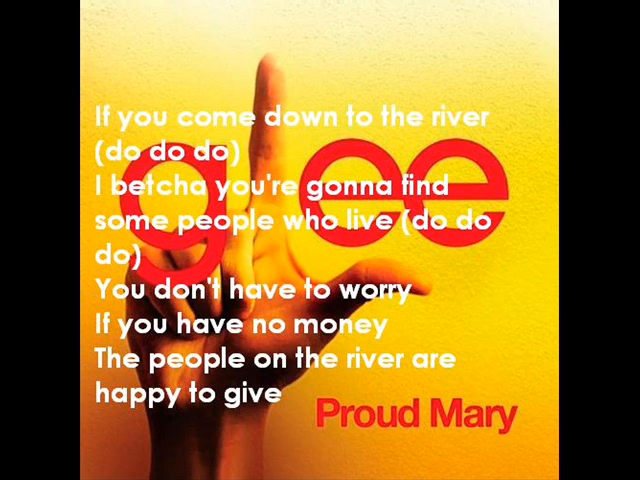 If you come down to the river
(do do do)
I betcha you're gonna find
some people who live (do do
do)
You don't have to worry
If you have no money
The people on the river are
happy to give
glee
Proud Mary